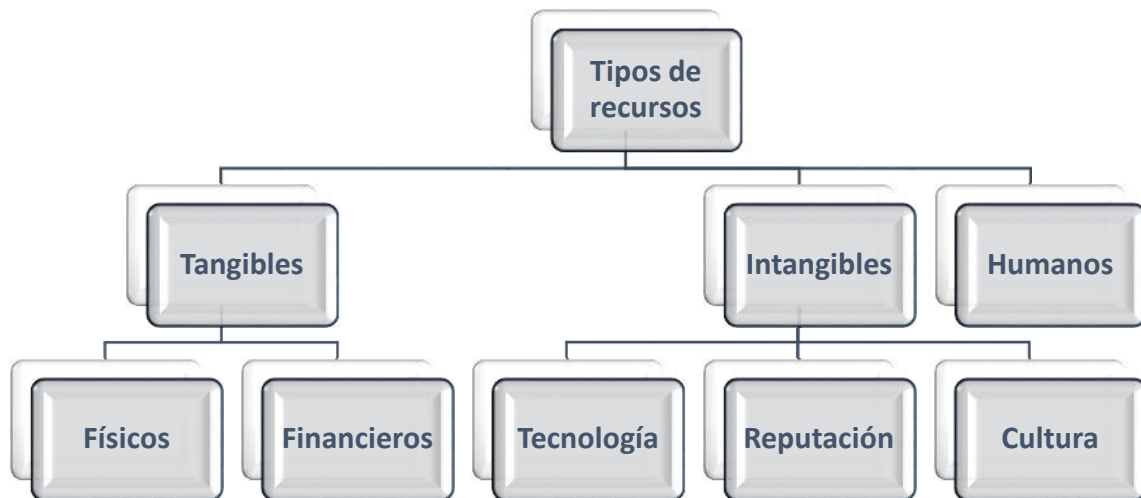 Tipos de
recursos
Tangibles
Intangibles
Humanos
Físicos
Financieros
Tecnología
Reputación
Cultura